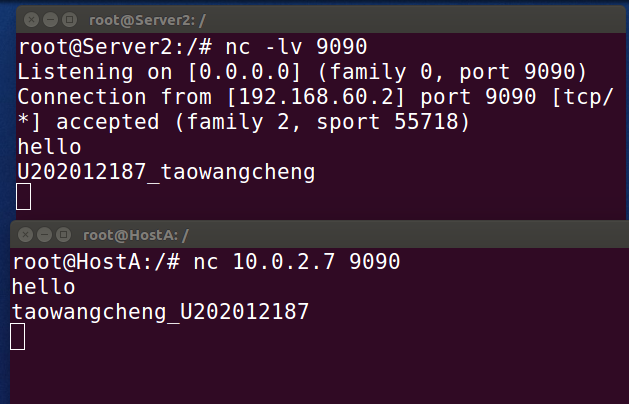 root@Server2: /
root@Server2:/# nc -lv 9090
Listening on [0.0.0.0] (family 0, port 9090)
Connection from [192.168.60.2] port 9090 [tcp/
*] accepted (family 2, sport 55718)
hello
U202012187_taowangcheng
root@HostA: /
root@HostA:/# nc 10.0.2.7 9090
hello
taowangcheng_U202012187